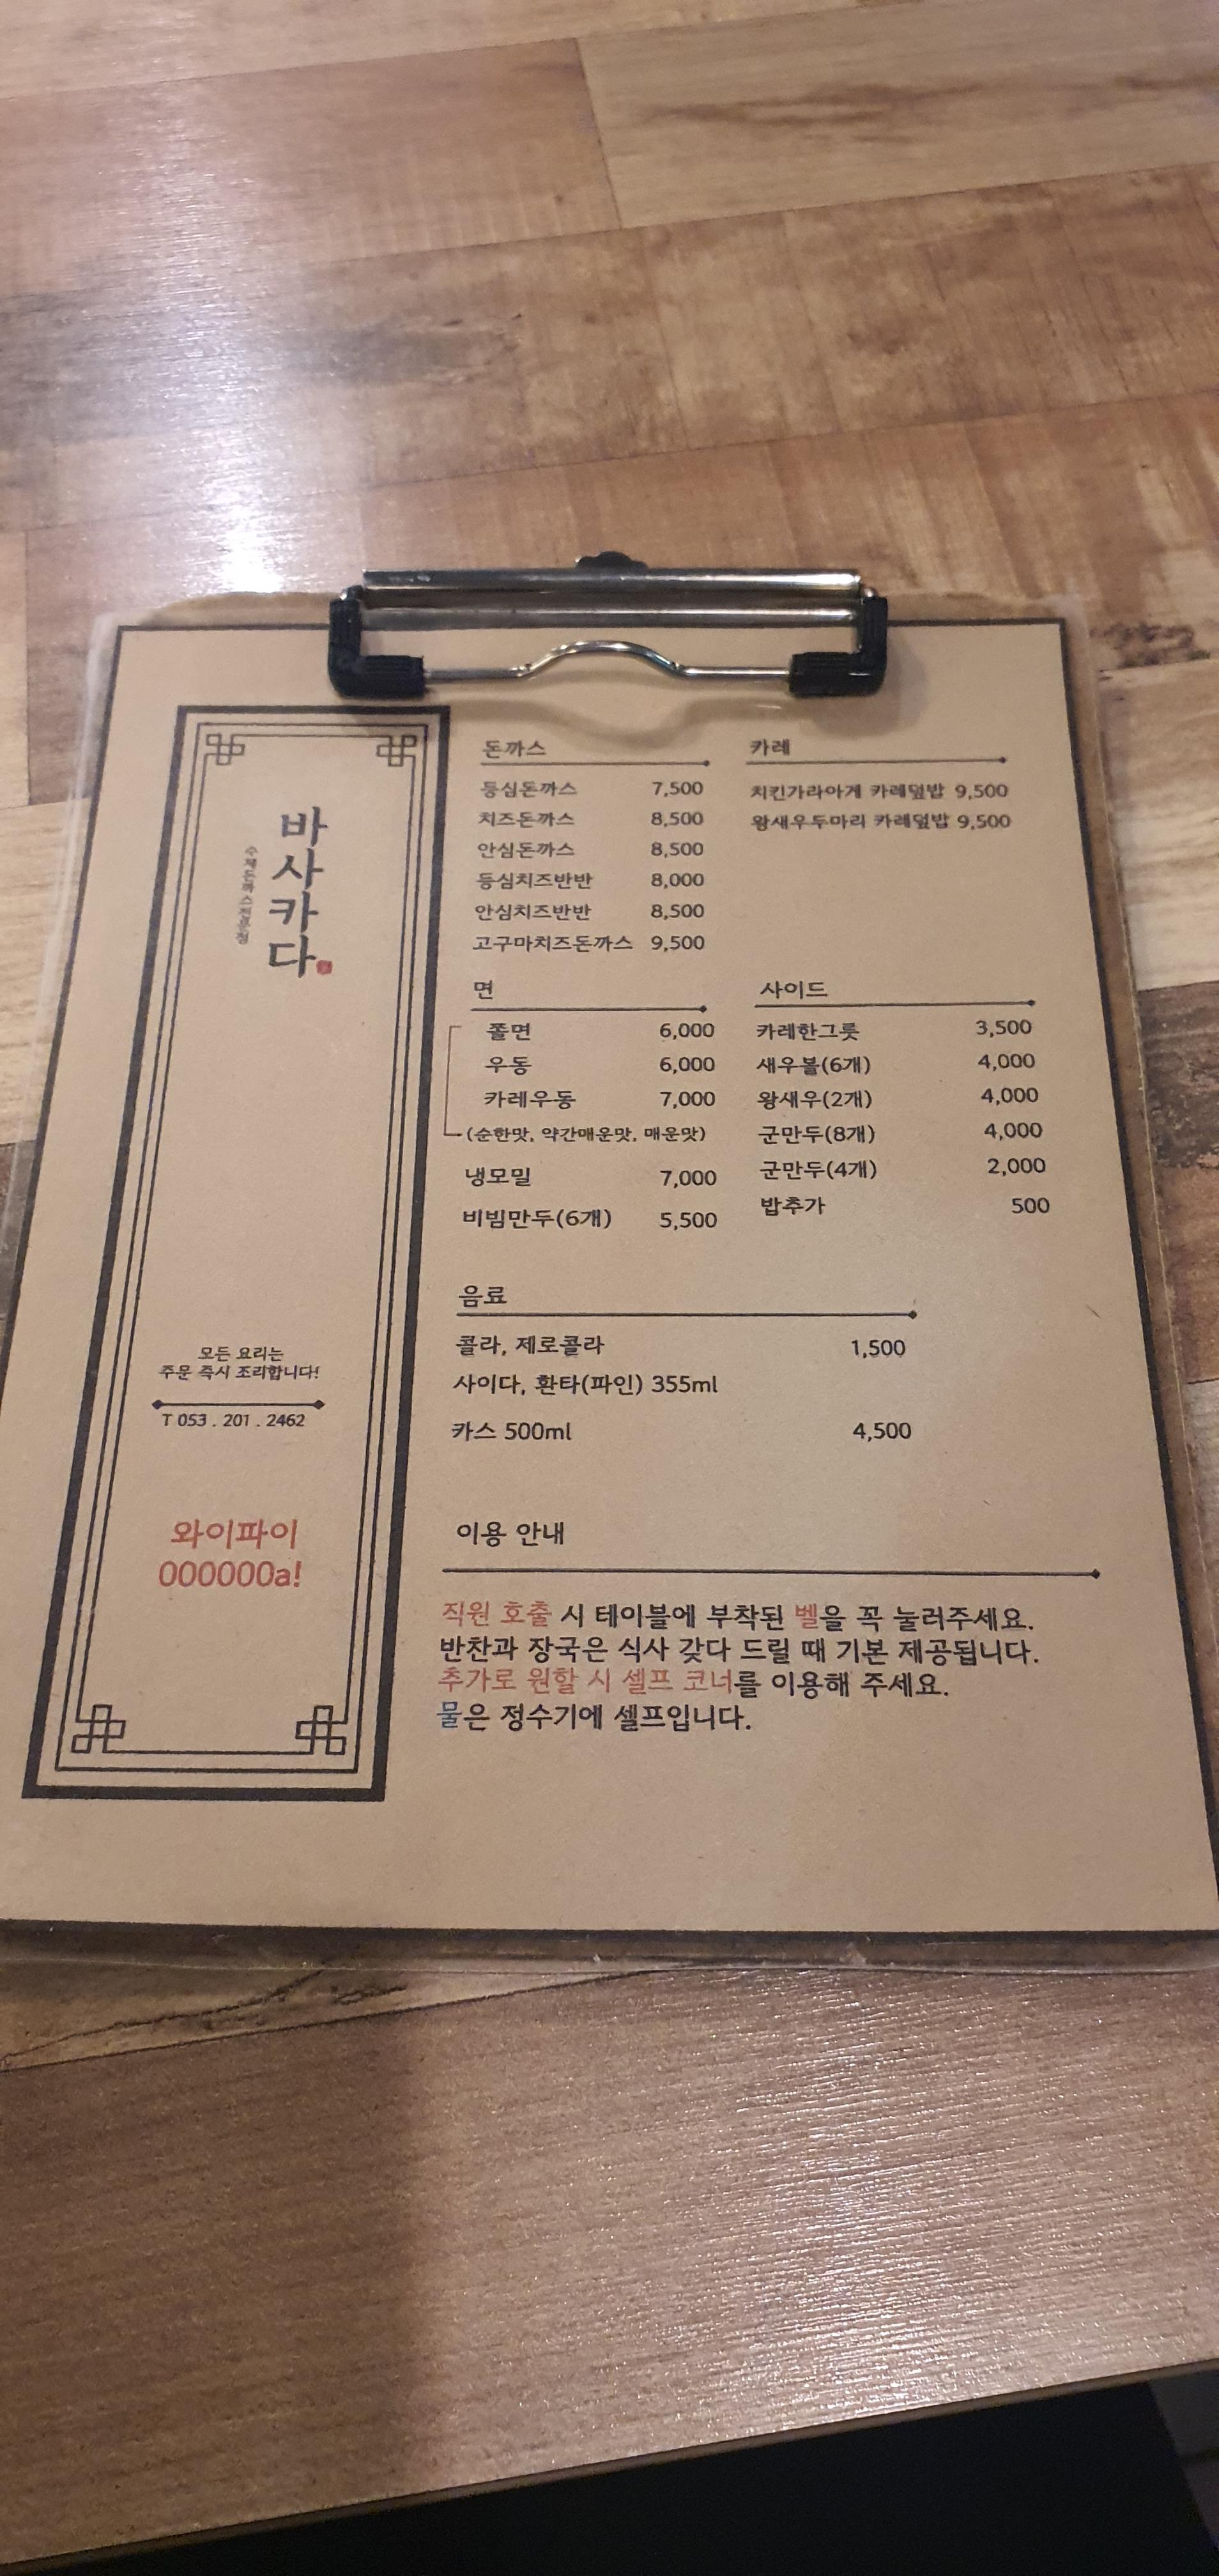 바사카다
수제돈까스전문점
모든 요리는
주문 즉시 조리합니다!
T 053 . 201 . 2462
와이파이
000000a!
돈까스
등심돈까스 7,500
치즈돈까스 8,500
안심돈까스 8,500
등심치즈반반 8,000
안심치즈반반 8,500
고구마치즈돈까스 9,500
카레
치킨가라아게 카레덮밥 9,500
왕새우두마리 카레덮밥 9,500
면
쫄면 6,000
우동 6,000
카레우동 7,000
(순한맛, 약간매운맛, 매운맛)
냉모밀 7,000
비빔만두(6개) 5,500
사이드
카레한그릇 3,500
새우볼(6개) 4,000
왕새우(2개) 4,000
군만두(8개) 4,000
군만두(4개) 2,000
밥추가 500
음료
콜라, 제로콜라 1,500
사이다, 환타(파인) 355ml
카스 500ml 4,500
이용 안내
직원 호출 시 테이블에 부착된 벨을 꼭 눌러주세요.
반찬과 장국은 식사 갖다 드릴 때 기본 제공됩니다.
추가로 원할 시 셀프 코너를 이용해 주세요.
물은 정수기에 셀프입니다.